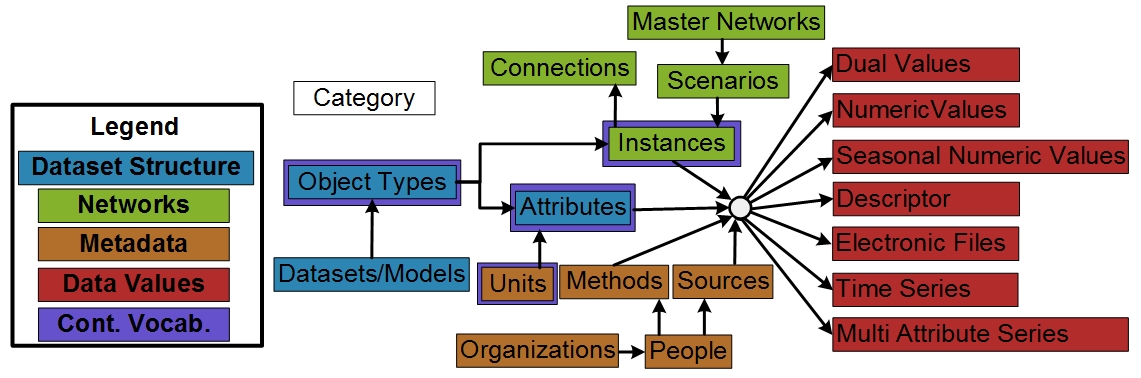 Legend
Dataset Structure
Networks
Metadata
Data Values
Cont. Vocab.
Category
Master Networks
Connections
Scenarios
Instances
Object Types
Attributes
Datasets/Models
Units
Methods
Sources
Organizations
People
Dual Values
NumericValues
Seasonal Numeric Values
Descriptor
Electronic Files
Time Series
Multi Attribute Series